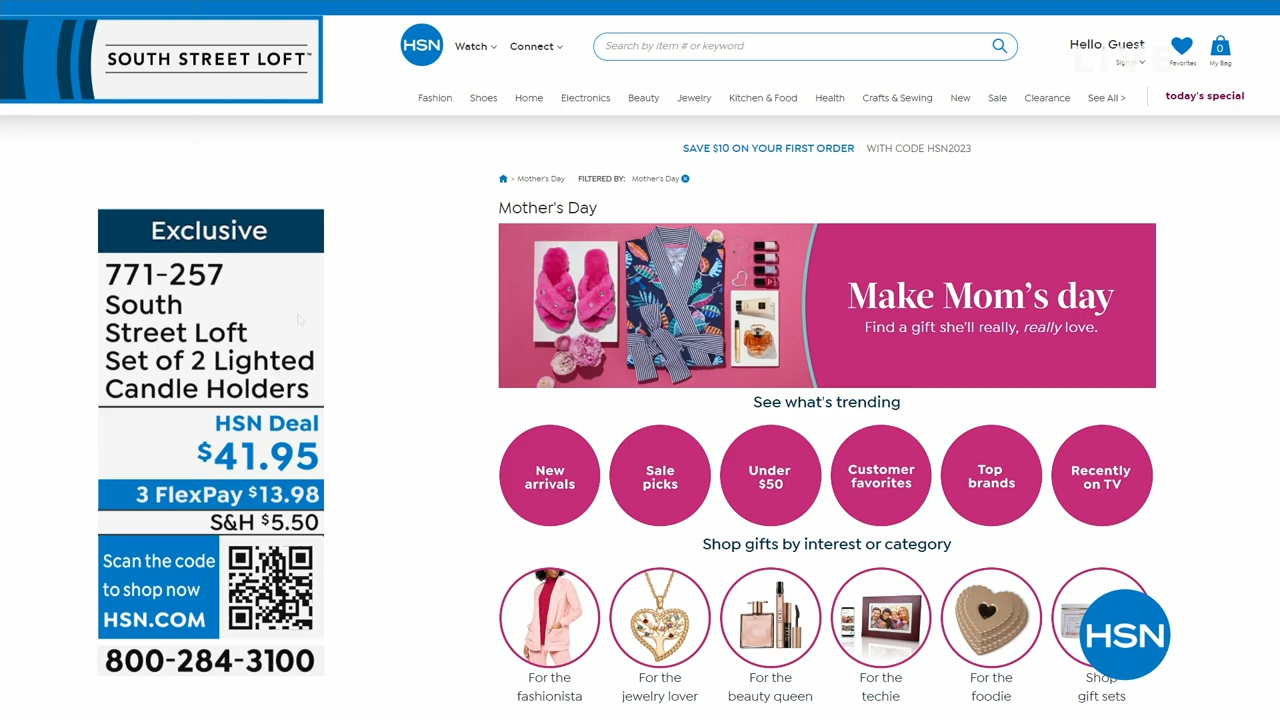 SOUTH STREET LOFT™
HSN
Watch
Connect
Search by item # or keyword
Hello, Guest
Sign in
Favorites
0
My Bag
LIVE
Fashion
Shoes
Home
Electronics
Beauty
Jewelry
Kitchen & Food
Health
Crafts & Sewing
New
Sale
Clearance
See All >
today's special
SAVE $10 ON YOUR FIRST ORDER WITH CODE HSN2023
> Mother's Day FILTERED BY: Mother's Day
Mother's Day
Make Mom's day
Find a gift she'll really, really love.
See what's trending
New
arrivals
Sale
picks
Under
$50
Customer
favorites
Top
brands
Recently
on TV
Shop gifts by interest or category
For the
fashionista
For the
jewelry lover
For the
beauty queen
For the
techie
For the
foodie
Shop
gift sets
HSN
Exclusive
771-257
South
Street Loft
Set of 2 Lighted
Candle Holders
HSN Deal
$41.95
3 FlexPay $13.98
S&H $5.50
Scan the code
to shop now
HSN.COM
800-284-3100